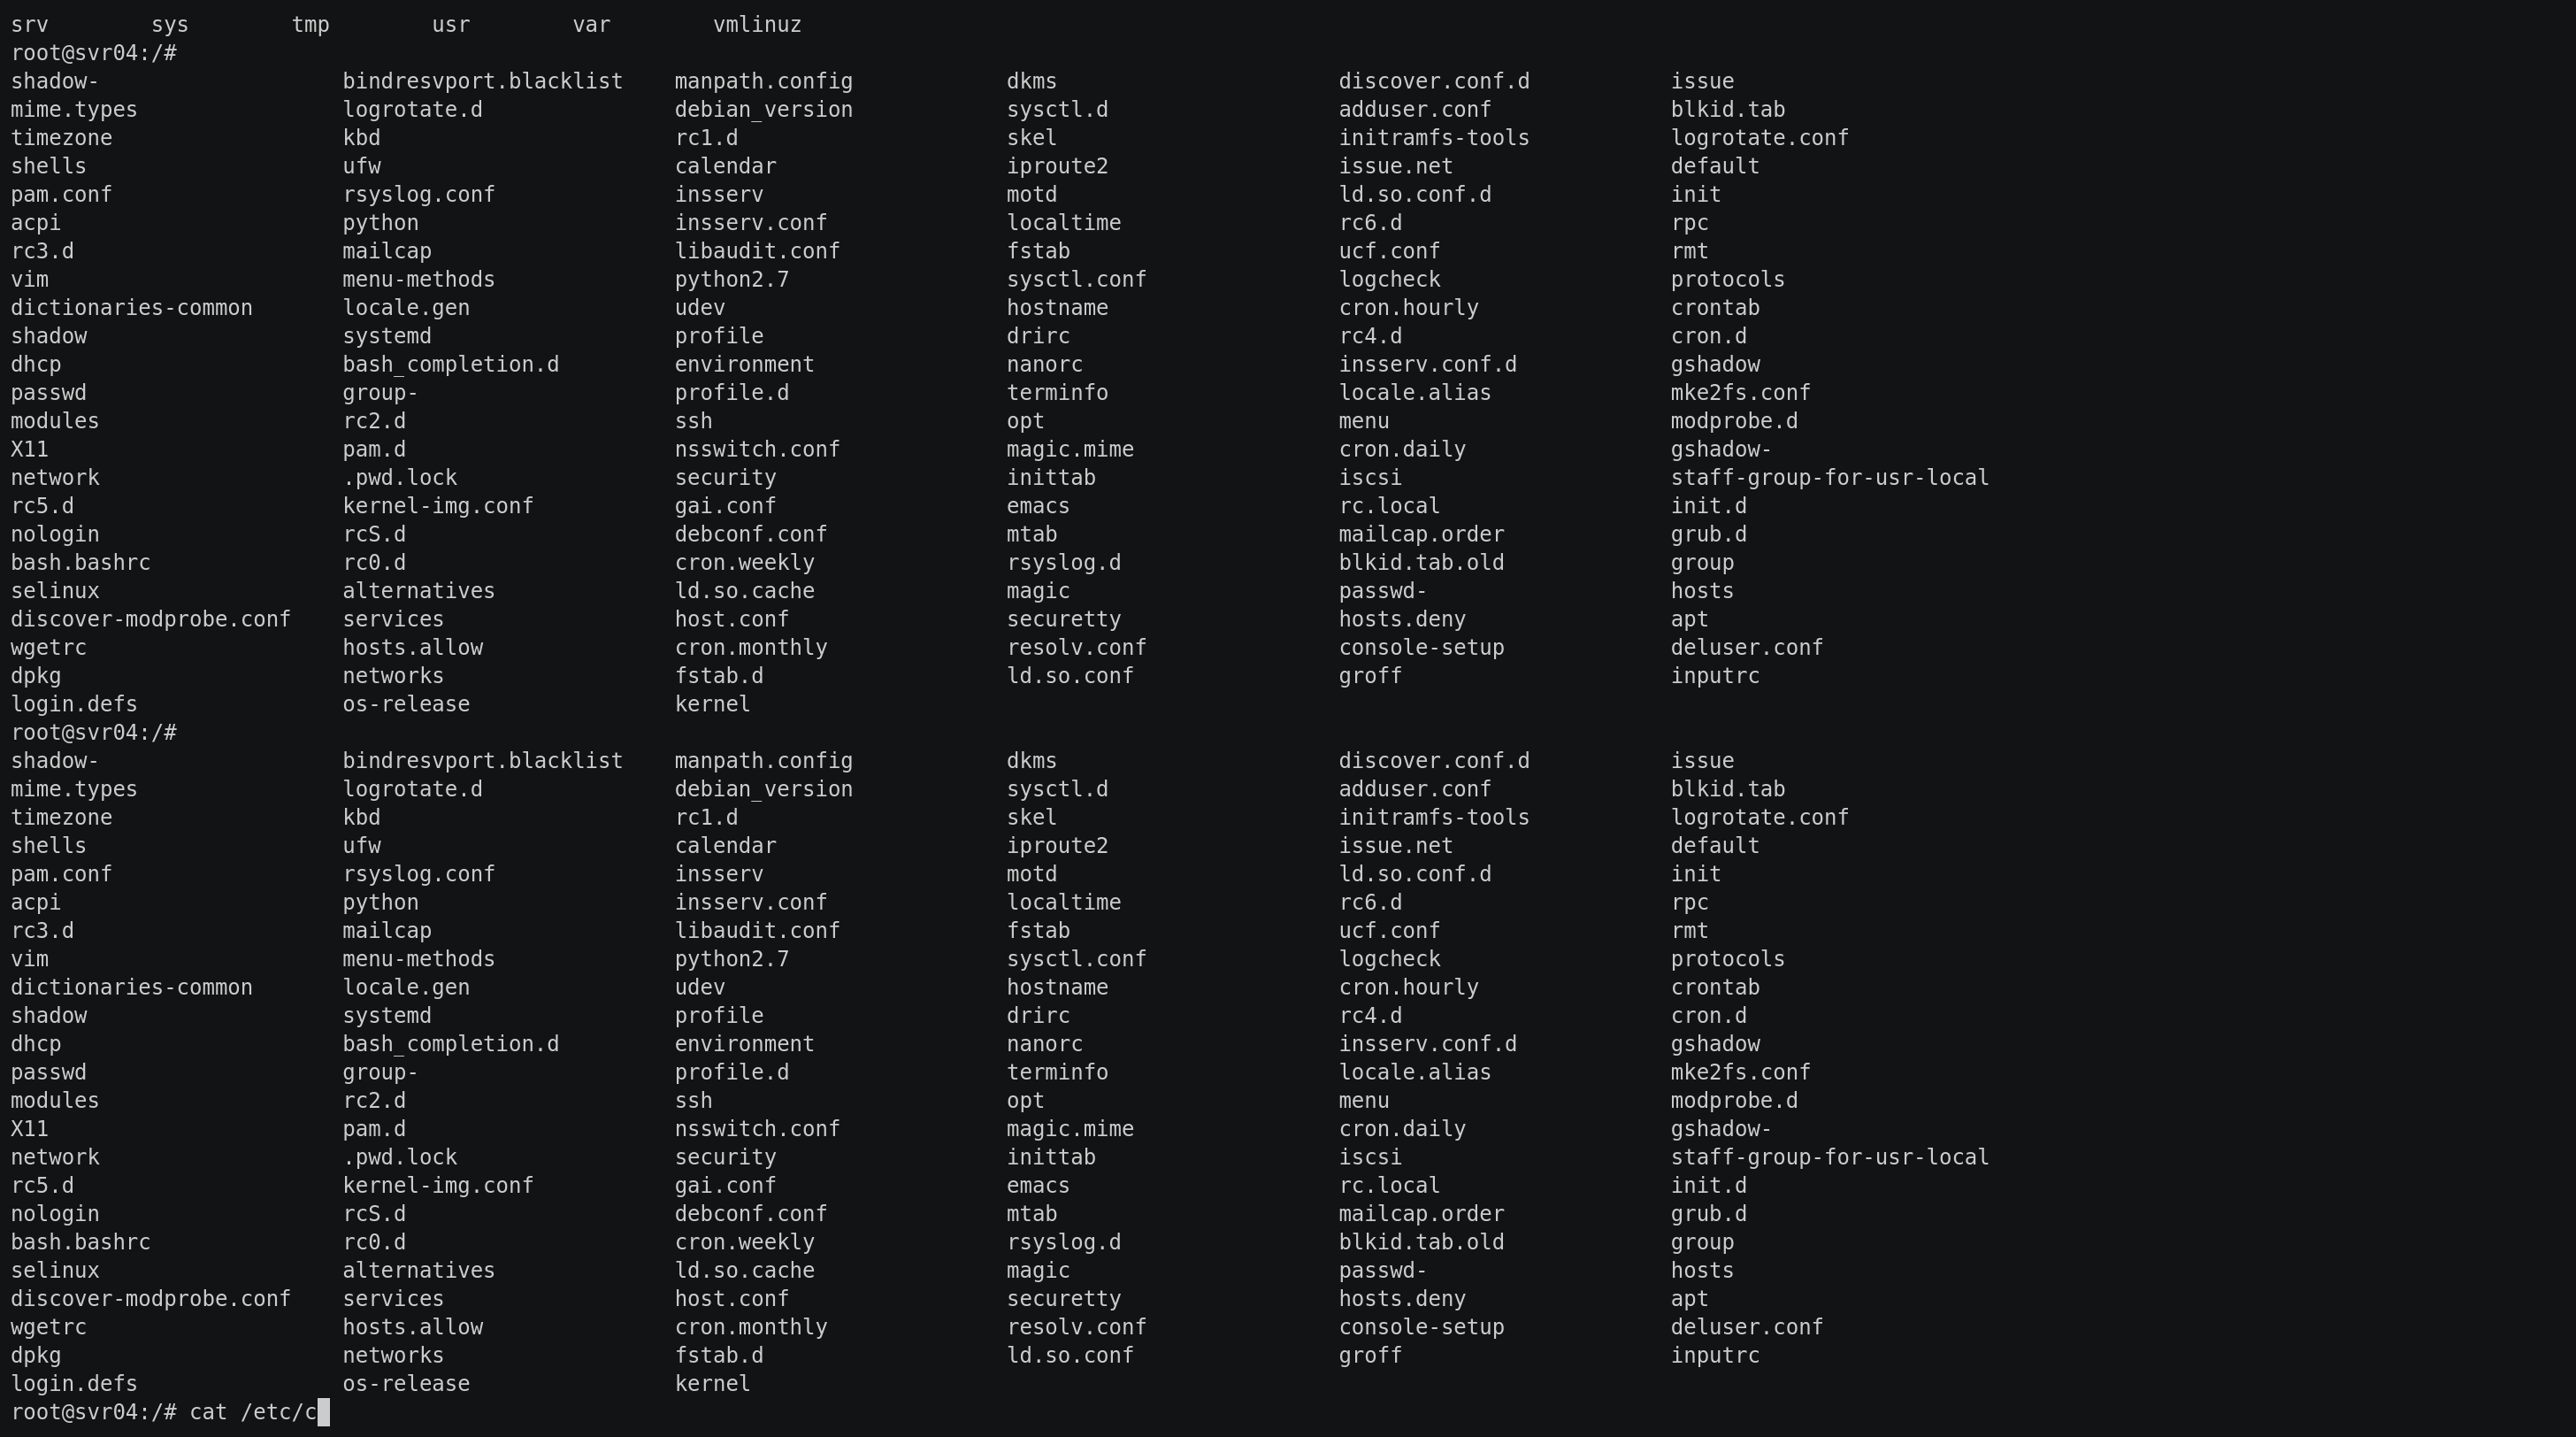 srv        sys        tmp        usr        var        vmlinuz
root@svr04:/#
shadow-                   bindresvport.blacklist    manpath.config            dkms                      discover.conf.d           issue
mime.types                logrotate.d               debian_version            sysctl.d                  adduser.conf              blkid.tab
timezone                  kbd                       rc1.d                     skel                      initramfs-tools           logrotate.conf
shells                    ufw                       calendar                  iproute2                  issue.net                 default
pam.conf                  rsyslog.conf              insserv                   motd                      ld.so.conf.d              init
acpi                      python                    insserv.conf              localtime                 rc6.d                     rpc
rc3.d                     mailcap                   libaudit.conf             fstab                     ucf.conf                  rmt
vim                       menu-methods              python2.7                 sysctl.conf               logcheck                  protocols
dictionaries-common       locale.gen                udev                      hostname                  cron.hourly               crontab
shadow                    systemd                   profile                   drirc                     rc4.d                     cron.d
dhcp                      bash_completion.d         environment               nanorc                    insserv.conf.d            gshadow
passwd                    group-                    profile.d                 terminfo                  locale.alias              mke2fs.conf
modules                   rc2.d                     ssh                       opt                       menu                      modprobe.d
X11                       pam.d                     nsswitch.conf             magic.mime                cron.daily                gshadow-
network                   .pwd.lock                 security                  inittab                   iscsi                     staff-group-for-usr-local
rc5.d                     kernel-img.conf           gai.conf                  emacs                     rc.local                  init.d
nologin                   rcS.d                     debconf.conf              mtab                      mailcap.order             grub.d
bash.bashrc               rc0.d                     cron.weekly               rsyslog.d                 blkid.tab.old             group
selinux                   alternatives              ld.so.cache               magic                     passwd-                   hosts
discover-modprobe.conf    services                  host.conf                 securetty                 hosts.deny                apt
wgetrc                    hosts.allow               cron.monthly              resolv.conf               console-setup             deluser.conf
dpkg                      networks                  fstab.d                   ld.so.conf                groff                     inputrc
login.defs                os-release                kernel
root@svr04:/#
shadow-                   bindresvport.blacklist    manpath.config            dkms                      discover.conf.d           issue
mime.types                logrotate.d               debian_version            sysctl.d                  adduser.conf              blkid.tab
timezone                  kbd                       rc1.d                     skel                      initramfs-tools           logrotate.conf
shells                    ufw                       calendar                  iproute2                  issue.net                 default
pam.conf                  rsyslog.conf              insserv                   motd                      ld.so.conf.d              init
acpi                      python                    insserv.conf              localtime                 rc6.d                     rpc
rc3.d                     mailcap                   libaudit.conf             fstab                     ucf.conf                  rmt
vim                       menu-methods              python2.7                 sysctl.conf               logcheck                  protocols
dictionaries-common       locale.gen                udev                      hostname                  cron.hourly               crontab
shadow                    systemd                   profile                   drirc                     rc4.d                     cron.d
dhcp                      bash_completion.d         environment               nanorc                    insserv.conf.d            gshadow
passwd                    group-                    profile.d                 terminfo                  locale.alias              mke2fs.conf
modules                   rc2.d                     ssh                       opt                       menu                      modprobe.d
X11                       pam.d                     nsswitch.conf             magic.mime                cron.daily                gshadow-
network                   .pwd.lock                 security                  inittab                   iscsi                     staff-group-for-usr-local
rc5.d                     kernel-img.conf           gai.conf                  emacs                     rc.local                  init.d
nologin                   rcS.d                     debconf.conf              mtab                      mailcap.order             grub.d
bash.bashrc               rc0.d                     cron.weekly               rsyslog.d                 blkid.tab.old             group
selinux                   alternatives              ld.so.cache               magic                     passwd-                   hosts
discover-modprobe.conf    services                  host.conf                 securetty                 hosts.deny                apt
wgetrc                    hosts.allow               cron.monthly              resolv.conf               console-setup             deluser.conf
dpkg                      networks                  fstab.d                   ld.so.conf                groff                     inputrc
login.defs                os-release                kernel
root@svr04:/# cat /etc/c